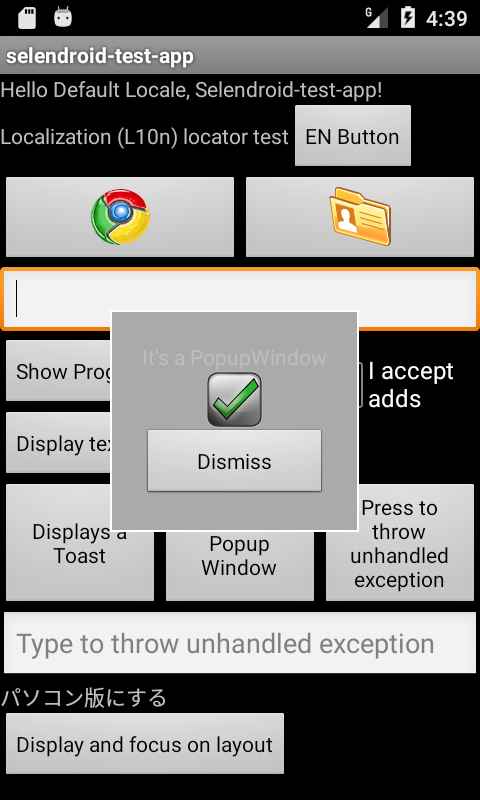 4:39
selendroid-test-app
Hello Default Locale, Selendroid-test-app!
Localization (L10n) locator test
EN Button
It's a PopupWindow
Dismiss
Show Prog
I accept
adds
Display te
Displays a
Toast
Popup
Window
Press to
throw
unhandled
exception
Type to throw unhandled exception
パソコン版にする
Display and focus on layout